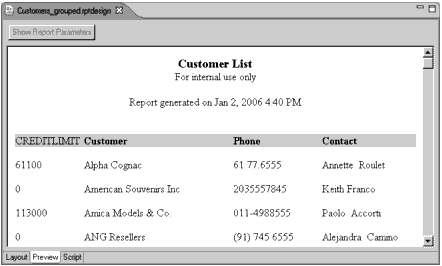 Customers_grouped.rptdesign
Show Report Parameters
Customer List
For internal use only
Report generated on Jan 2, 2006 4:40 PM
CREDITLIMIT Customer Phone Contact
61100 Alpha Cognac 61.77.6555 Annette Roulet
0 American Souvenirs Inc 2035557845 Keith Franco
113000 Amica Models & Co. 011-4988555 Paolo Accorti
0 ANG Resellers (91) 745 6555 Alejandra Camino
Layout Preview Script